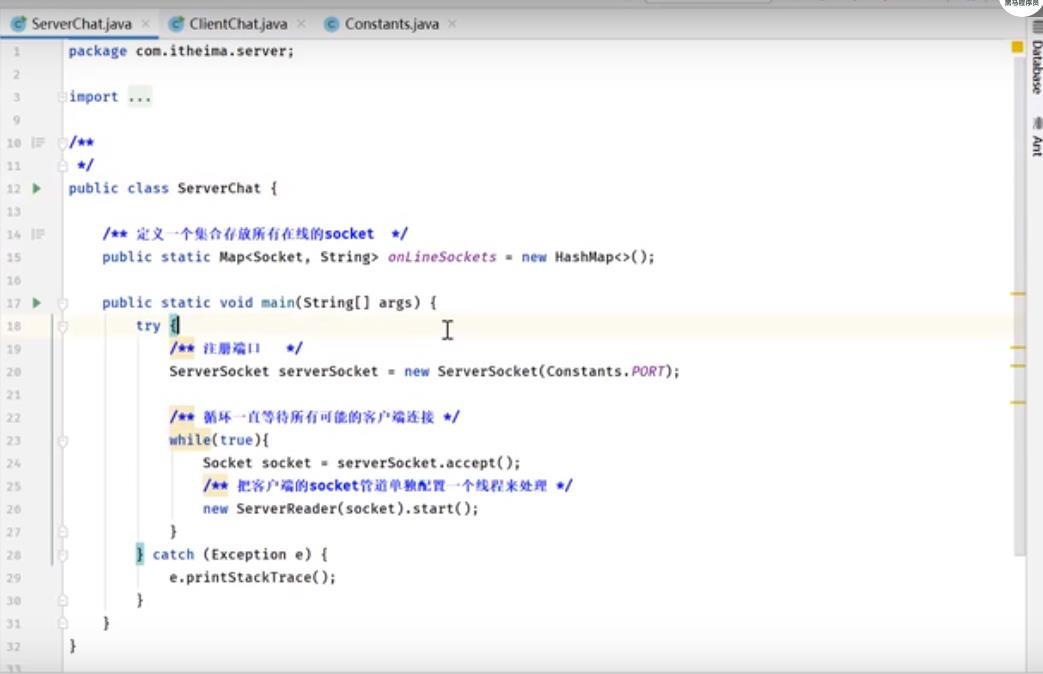 黑马程序员
ServerChat.java × ClientChat.java × Constants.java ×
Database
Ant
1 package com.itheima.server;
2
3 import ...
9
10 /**
11 */
12 public class ServerChat {
13
14 /** 定义一个集合存放所有在线的socket */
15 public static Map<Socket, String> onLineSockets = new HashMap<>();
16
17 public static void main(String[] args) {
18 try {
19 /** 注册端口 */
20 ServerSocket serverSocket = new ServerSocket(Constants.PORT);
21
22 /** 循环一直等待所有可能的客户端连接 */
23 while(true){
24 Socket socket = serverSocket.accept();
25 /** 把客户端的socket管道单独配置一个线程来处理 */
26 new ServerReader(socket).start();
27 }
28 } catch (Exception e) {
29 e.printStackTrace();
30 }
31 }
32 }
33